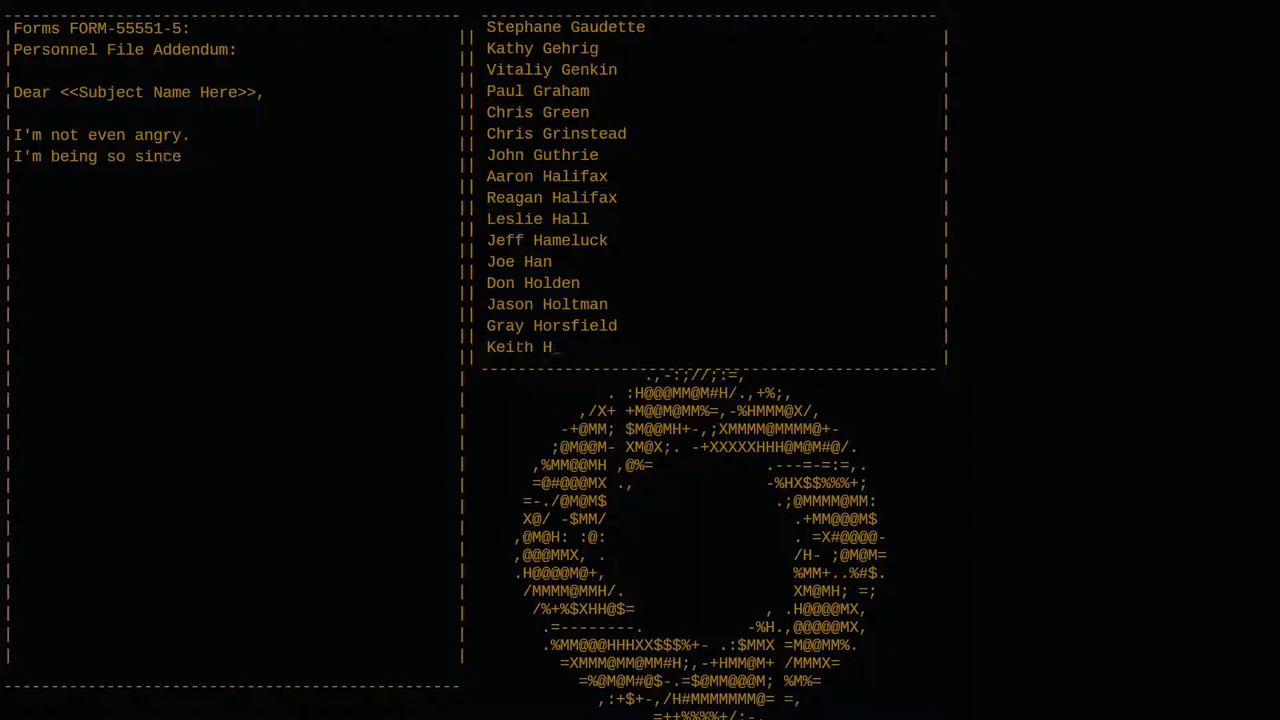 Forms FORM-55551-5:
Personnel File Addendum:
Dear <<Subject Name Here>>,
I'm not even angry.
I'm being so since
Stephane Gaudette
Kathy Gehrig
Vitaliy Genkin
Paul Graham
Chris Green
Chris Grinstead
John Guthrie
Aaron Halifax
Reagan Halifax
Leslie Hall
Jeff Hameluck
Joe Han
Don Holden
Jason Holtman
Gray Horsfield
Keith H_